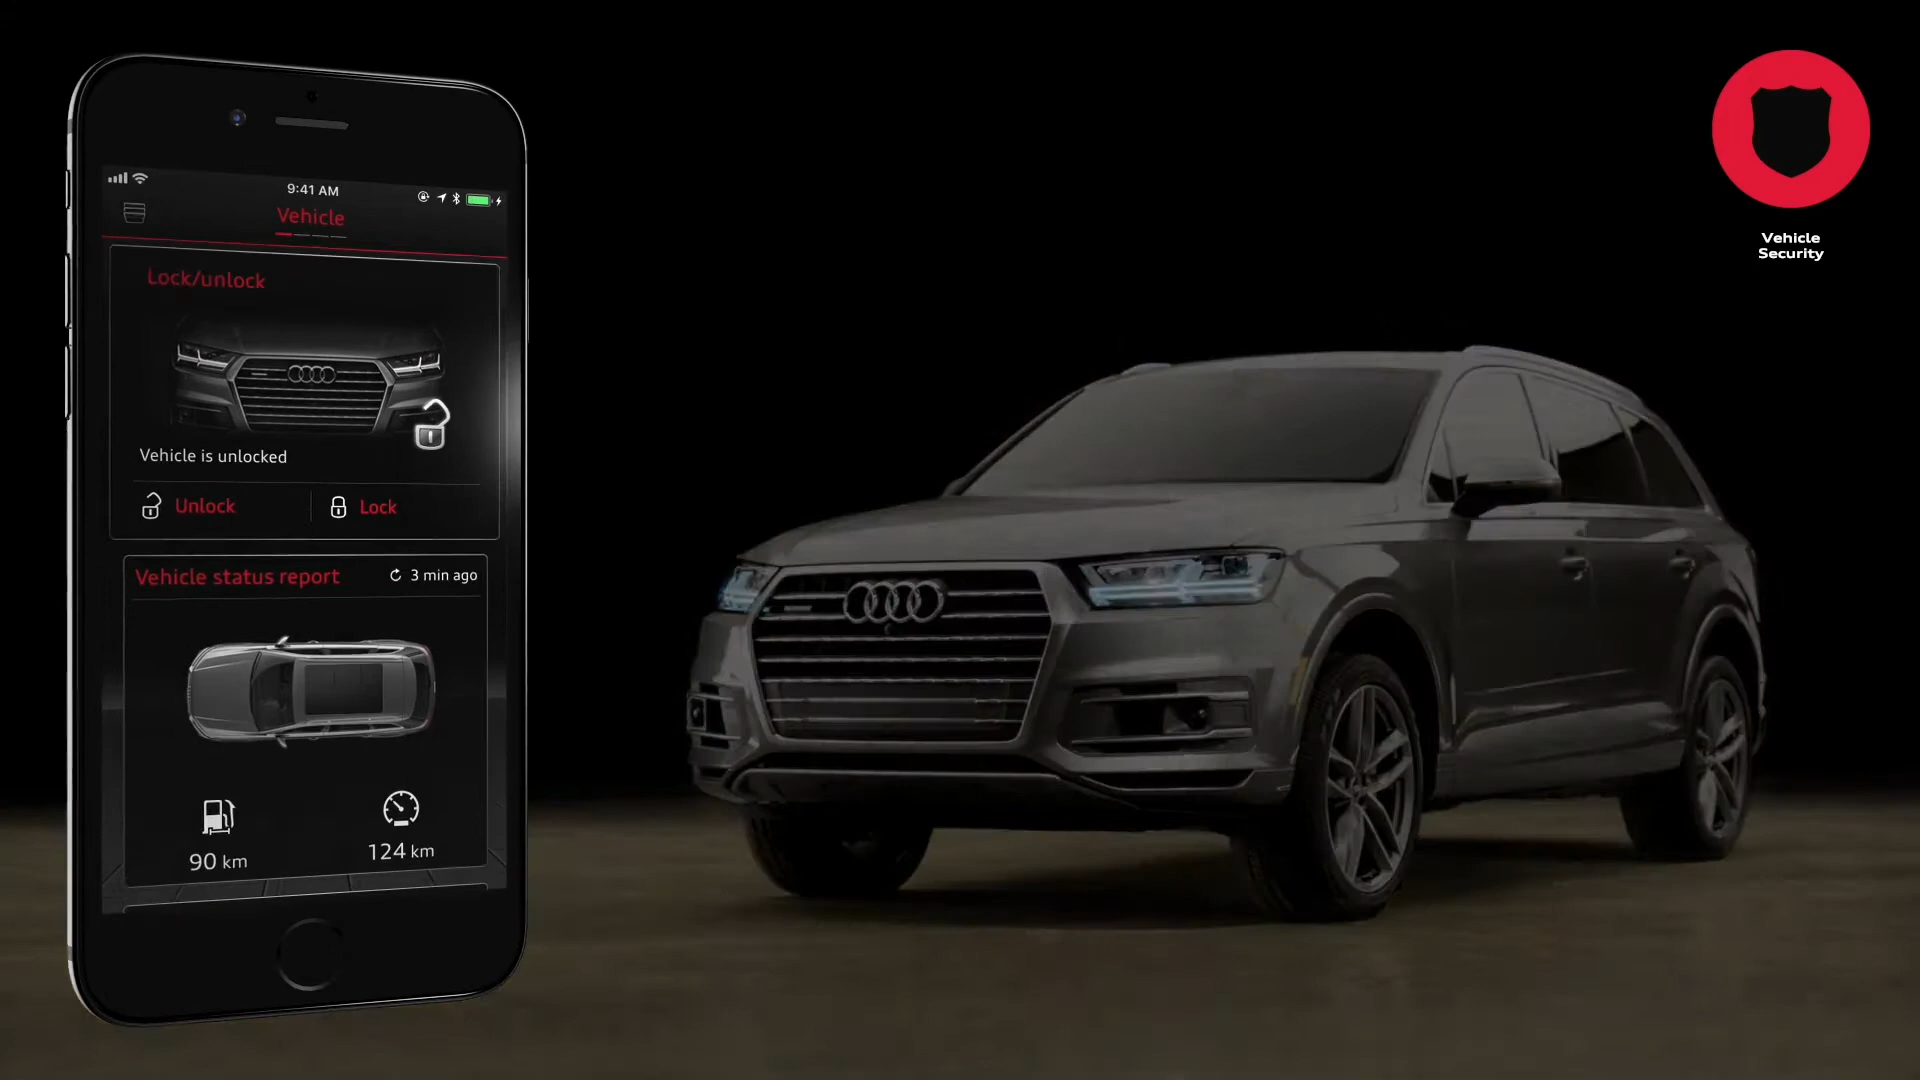 9:41 AM
Vehicle
Lock/unlock
Vehicle is unlocked
Unlock
Lock
Vehicle status report
3 min ago
90 km
124 km
Vehicle
Security